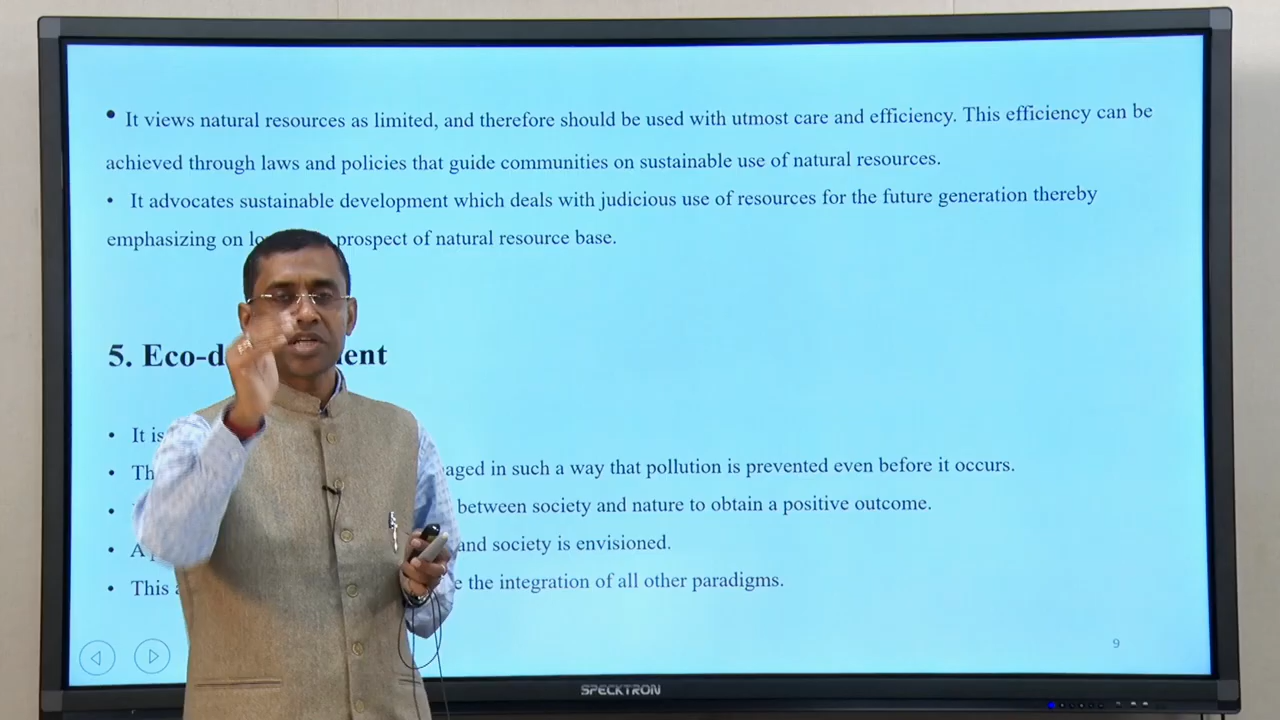 • It views natural resources as limited, and therefore should be used with utmost care and efficiency. This efficiency can be
achieved through laws and policies that guide communities on sustainable use of natural resources.
• It advocates sustainable development which deals with judicious use of resources for the future generation thereby
emphasizing on prospect of natural resource base.
5. Eco-
• It is
• in such a way that pollution is prevented even before it occurs.
• between society and nature to obtain a positive outcome.
• and society is envisioned.
• This the integration of all other paradigms.
9
SPECKTRON